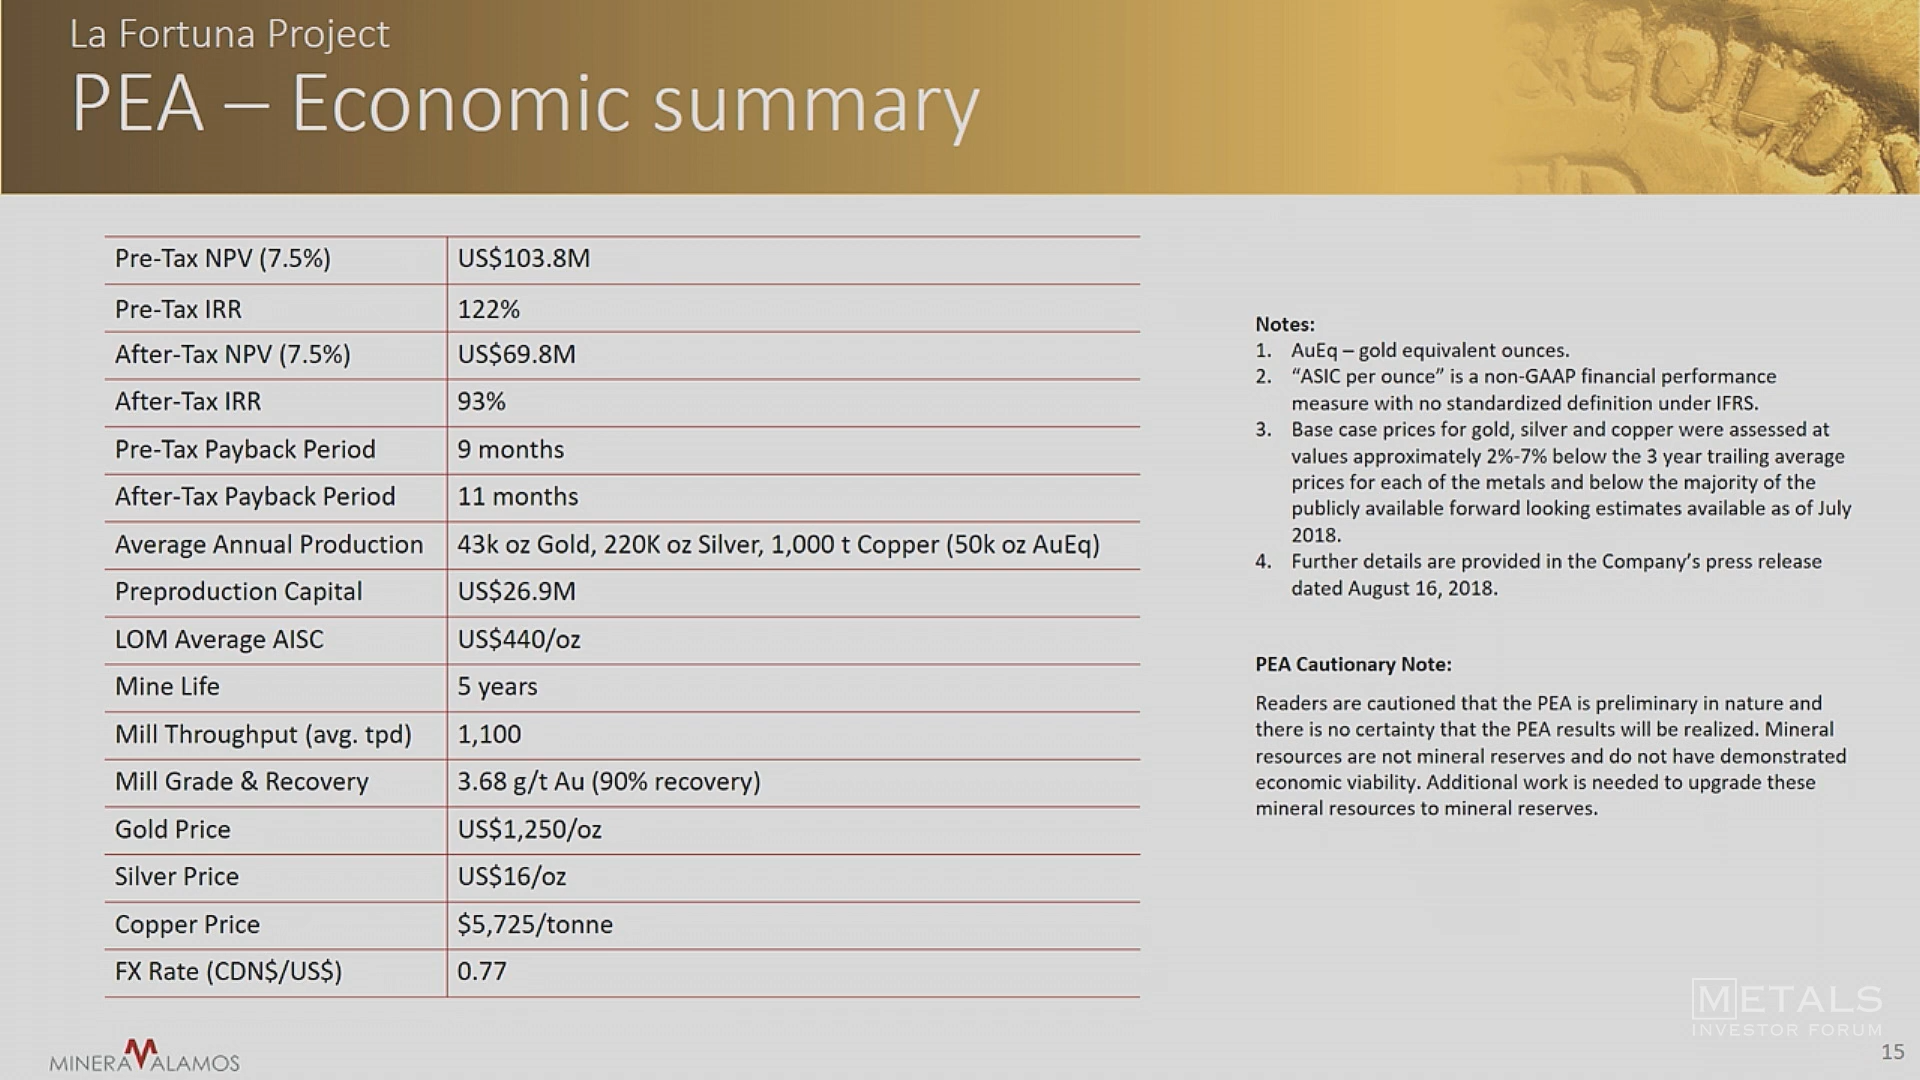 La Fortuna Project
PEA – Economic summary
GOLD
Pre-Tax NPV (7.5%) US$103.8M
Pre-Tax IRR 122%
After-Tax NPV (7.5%) US$69.8M
After-Tax IRR 93%
Pre-Tax Payback Period 9 months
After-Tax Payback Period 11 months
Average Annual Production 43k oz Gold, 220K oz Silver, 1,000 t Copper (50k oz AuEq)
Preproduction Capital US$26.9M
LOM Average AISC US$440/oz
Mine Life 5 years
Mill Throughput (avg. tpd) 1,100
Mill Grade & Recovery 3.68 g/t Au (90% recovery)
Gold Price US$1,250/oz
Silver Price US$16/oz
Copper Price $5,725/tonne
FX Rate (CDN$/US$) 0.77
Notes:
1. AuEq – gold equivalent ounces.
2. “ASIC per ounce” is a non-GAAP financial performance
measure with no standardized definition under IFRS.
3. Base case prices for gold, silver and copper were assessed at
values approximately 2%-7% below the 3 year trailing average
prices for each of the metals and below the majority of the
publicly available forward looking estimates available as of July
2018.
4. Further details are provided in the Company’s press release
dated August 16, 2018.
PEA Cautionary Note:
Readers are cautioned that the PEA is preliminary in nature and
there is no certainty that the PEA results will be realized. Mineral
resources are not mineral reserves and do not have demonstrated
economic viability. Additional work is needed to upgrade these
mineral resources to mineral reserves.
METALS
INVESTOR FORUM
MINERA ALAMOS
15